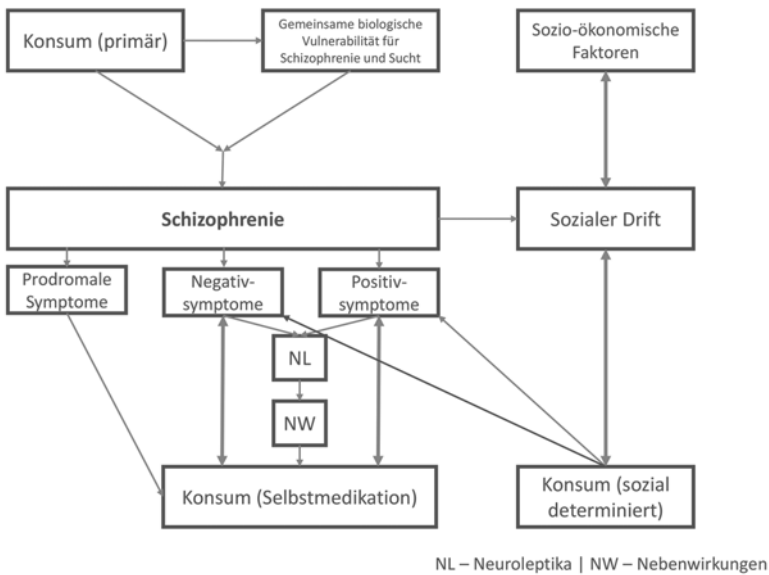 Konsum (primär)
Gemeinsame biologische
Vulnerabilität für
Schizophrenie und Sucht
Sozio-ökonomische
Faktoren
Schizophrenie
Sozialer Drift
Prodromale
Symptome
Negativ-
symptome
Positiv-
symptome
NL
NW
Konsum (Selbstmedikation)
Konsum (sozial
determiniert)
NL – Neuroleptika | NW – Nebenwirkungen